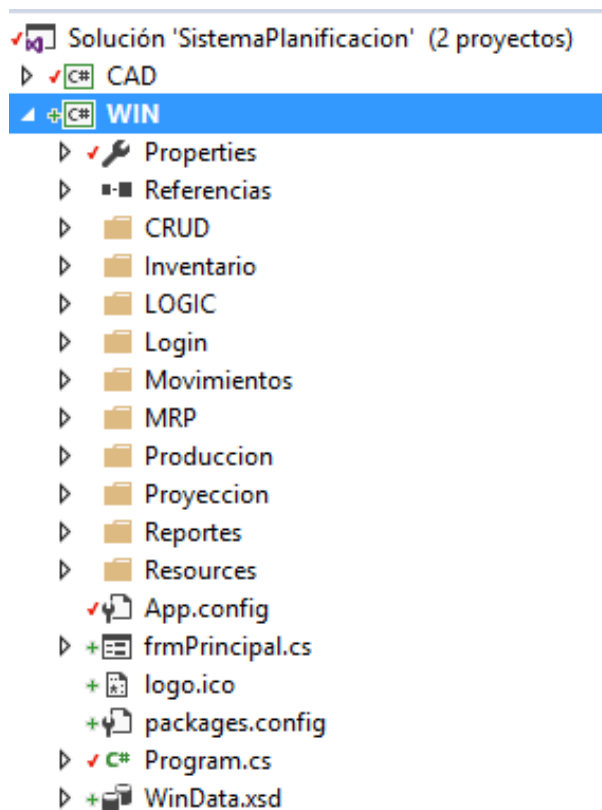 Solución 'SistemaPlanificacion' (2 proyectos)
C# CAD
C# WIN
Properties
Referencias
CRUD
Inventario
LOGIC
Login
Movimientos
MRP
Produccion
Proyeccion
Reportes
Resources
App.config
frmPrincipal.cs
logo.ico
packages.config
C# Program.cs
WinData.xsd